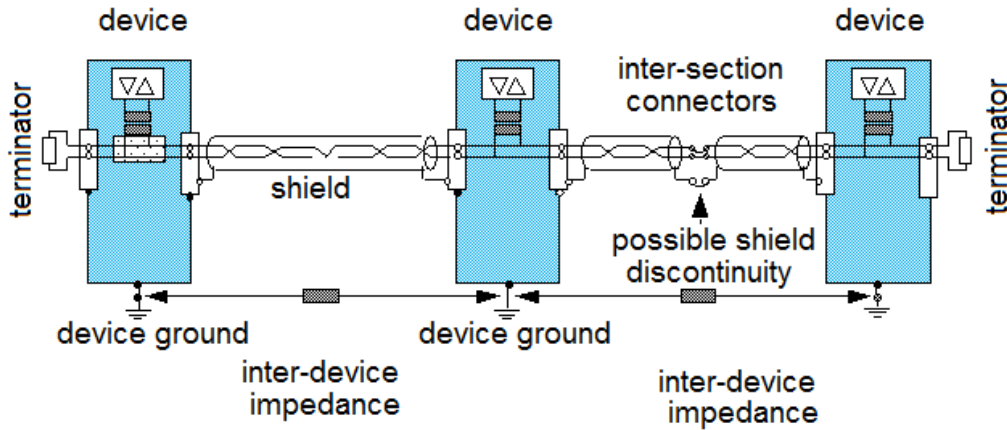 device
device
device
terminator
inter-section
connectors
terminator
shield
possible shield
discontinuity
device ground
device ground
inter-device
impedance
inter-device
impedance